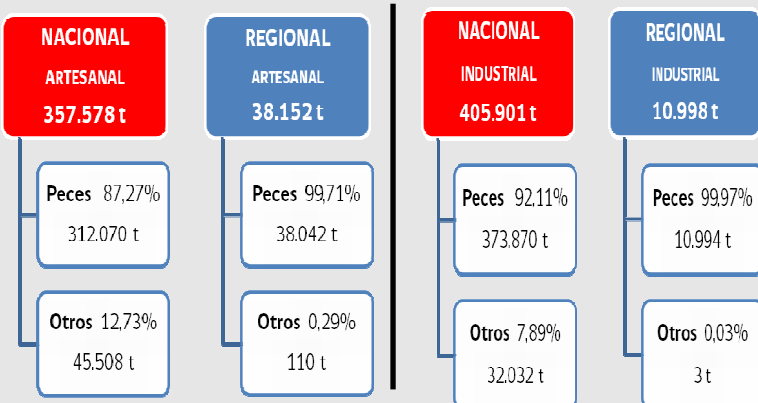 NACIONAL
ARTESANAL
357.578 t
Peces 87,27%
312.070 t
Otros 12,73%
45.508 t
REGIONAL
ARTESANAL
38.152 t
Peces 99,71%
38.042 t
Otros 0,29%
110 t
NACIONAL
INDUSTRIAL
405.901 t
Peces 92,11%
373.870 t
Otros 7,89%
32.032 t
REGIONAL
INDUSTRIAL
10.998 t
Peces 99,97%
10.994 t
Otros 0,03%
3 t